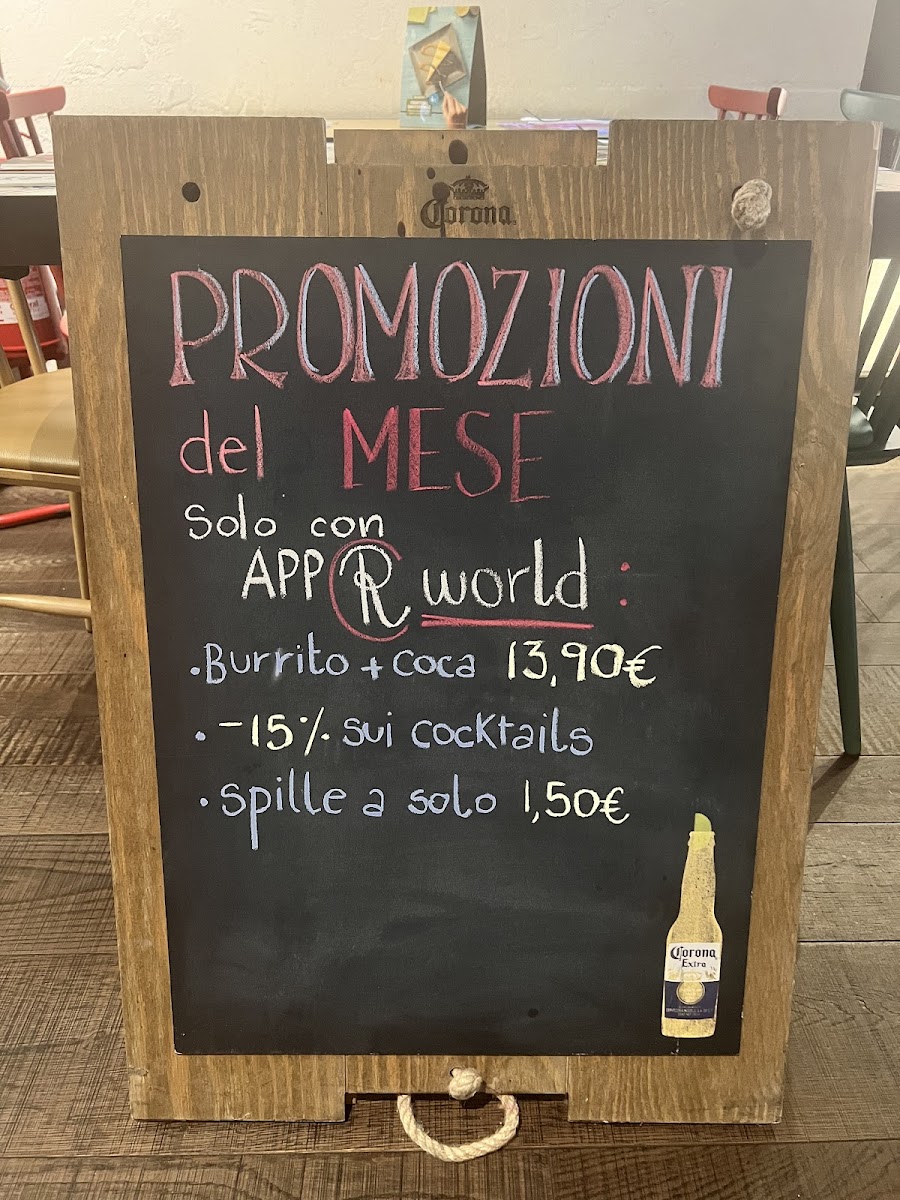 Corona
PROMOZIONI
del MESE
Solo con
APP R world :
• Burrito + coca 13,90€
• -15% sui cocktails
• Spille a solo 1,50€
Corona
Extra